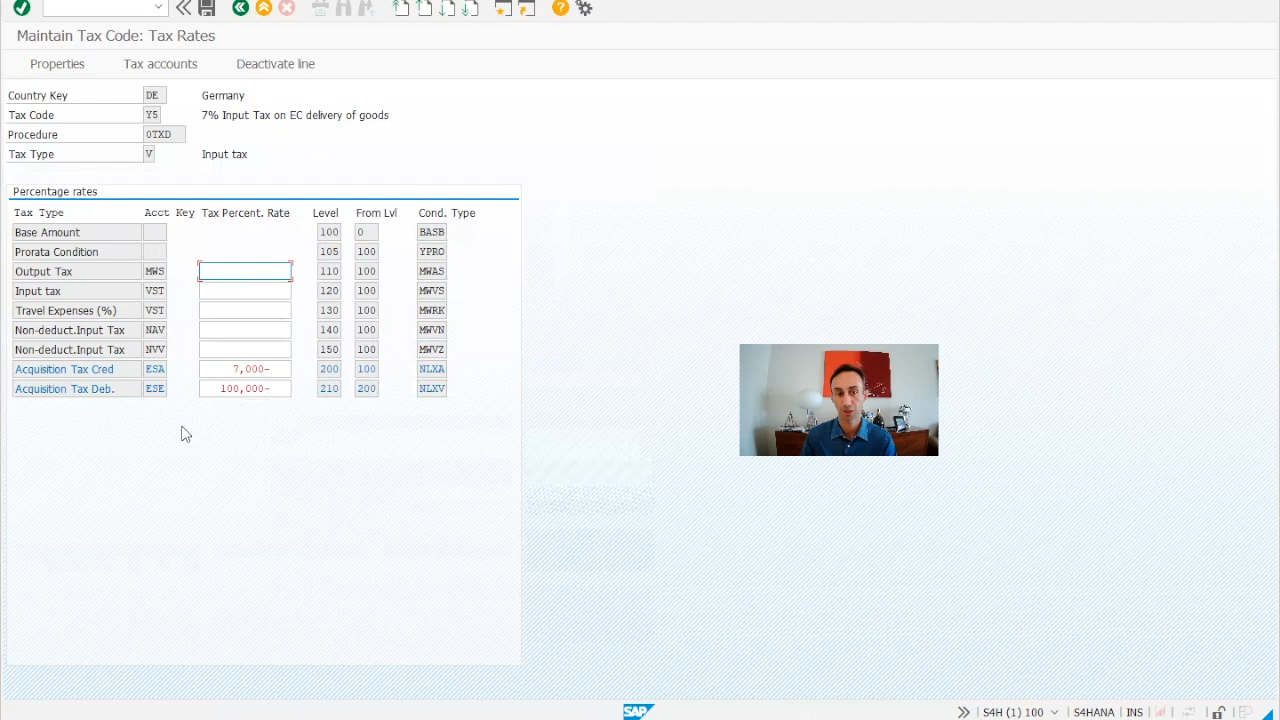 Maintain Tax Code: Tax Rates
Properties Tax accounts Deactivate line
Country Key DE Germany
Tax Code Y5 7% Input Tax on EC delivery of goods
Procedure 0TXD
Tax Type V Input tax
Percentage rates
Tax Type Acct Key Tax Percent. Rate Level From Lvl Cond. Type
Base Amount 100 0 BASB
Prorata Condition 105 100 YPRO
Output Tax MWS 110 100 MWAS
Input tax VST 120 100 MWVS
Travel Expenses (%) VST 130 100 MWRK
Non-deduct.Input Tax NAV 140 100 MWVN
Non-deduct.Input Tax NVV 150 100 MWVZ
Acquisition Tax Cred ESA 7,000- 200 100 NLXA
Acquisition Tax Deb. ESE 100,000- 210 200 NLXV
SAP S4H (1) 100 S4HANA INS